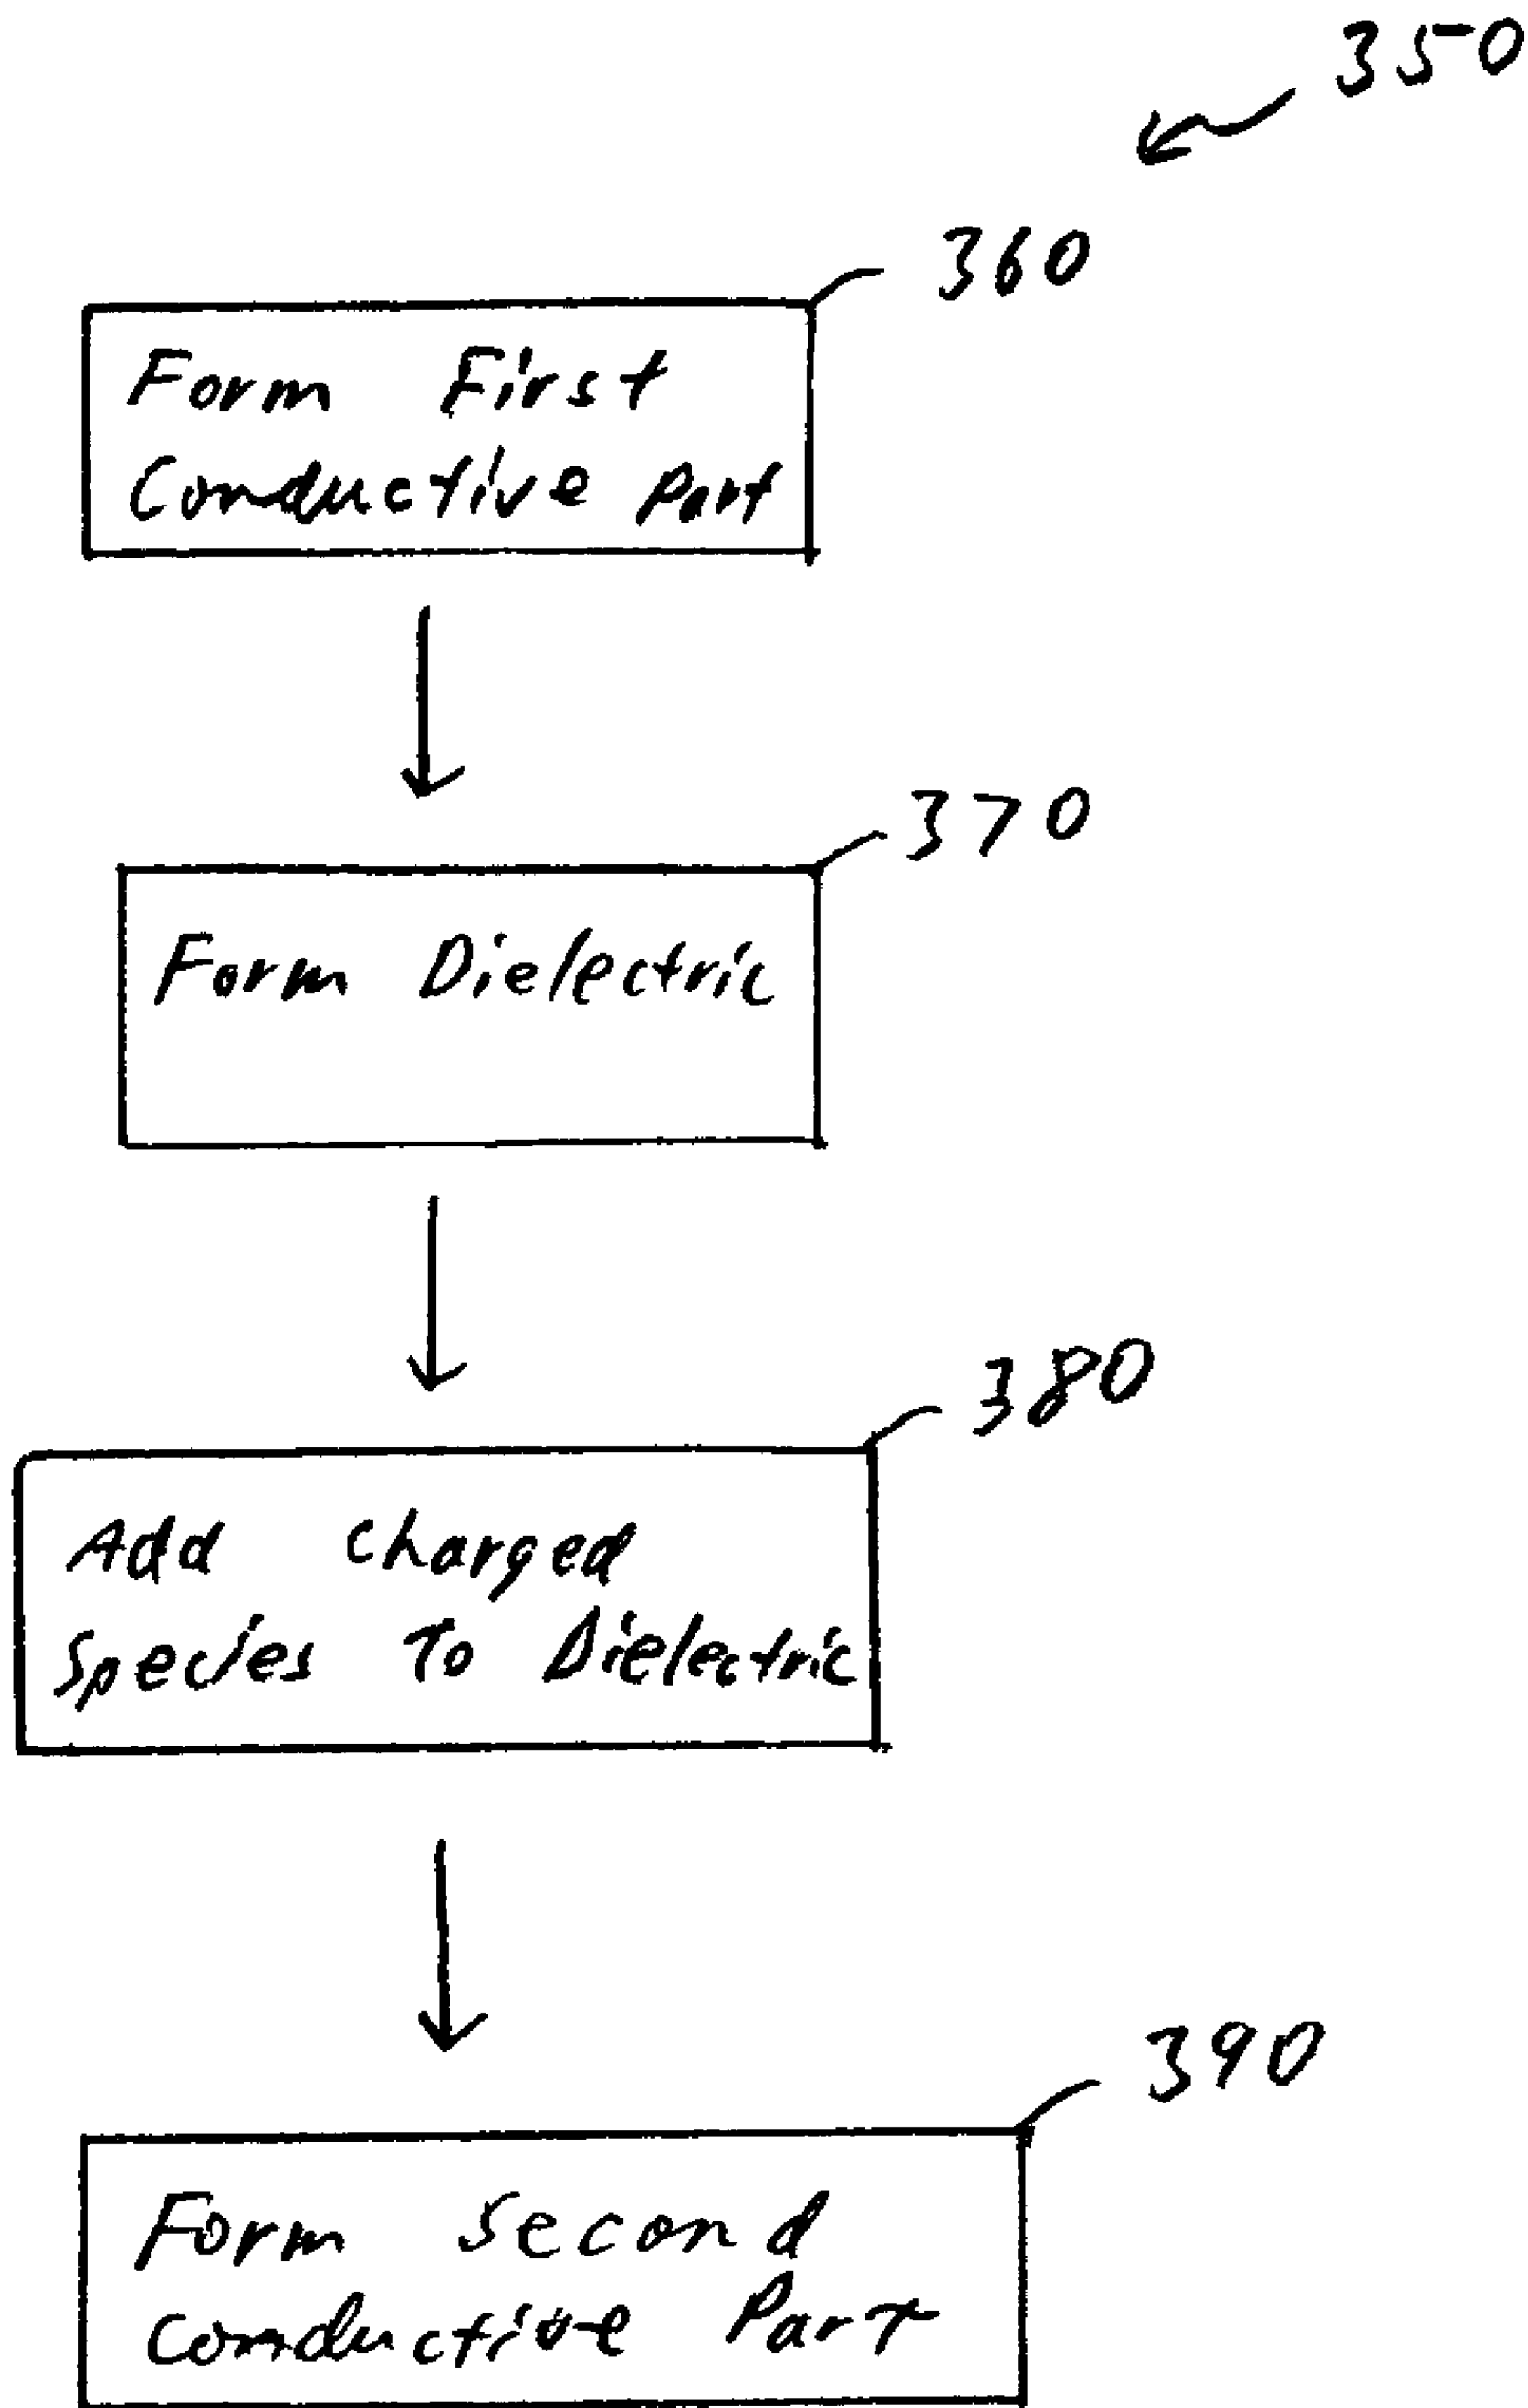 350
360
Form First
Conductive Part
370
Form Dielectric
380
Add charged
Species To Dielectric
390
Form Second
Conductive Part